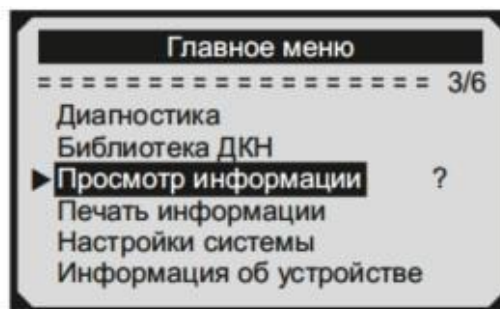 Главное меню
= = = = = = = = = = = = = = = = = = 3/6
Диагностика
Библиотека ДКН
▶Просмотр информации ?
Печать информации
Настройки системы
Информация об устройстве